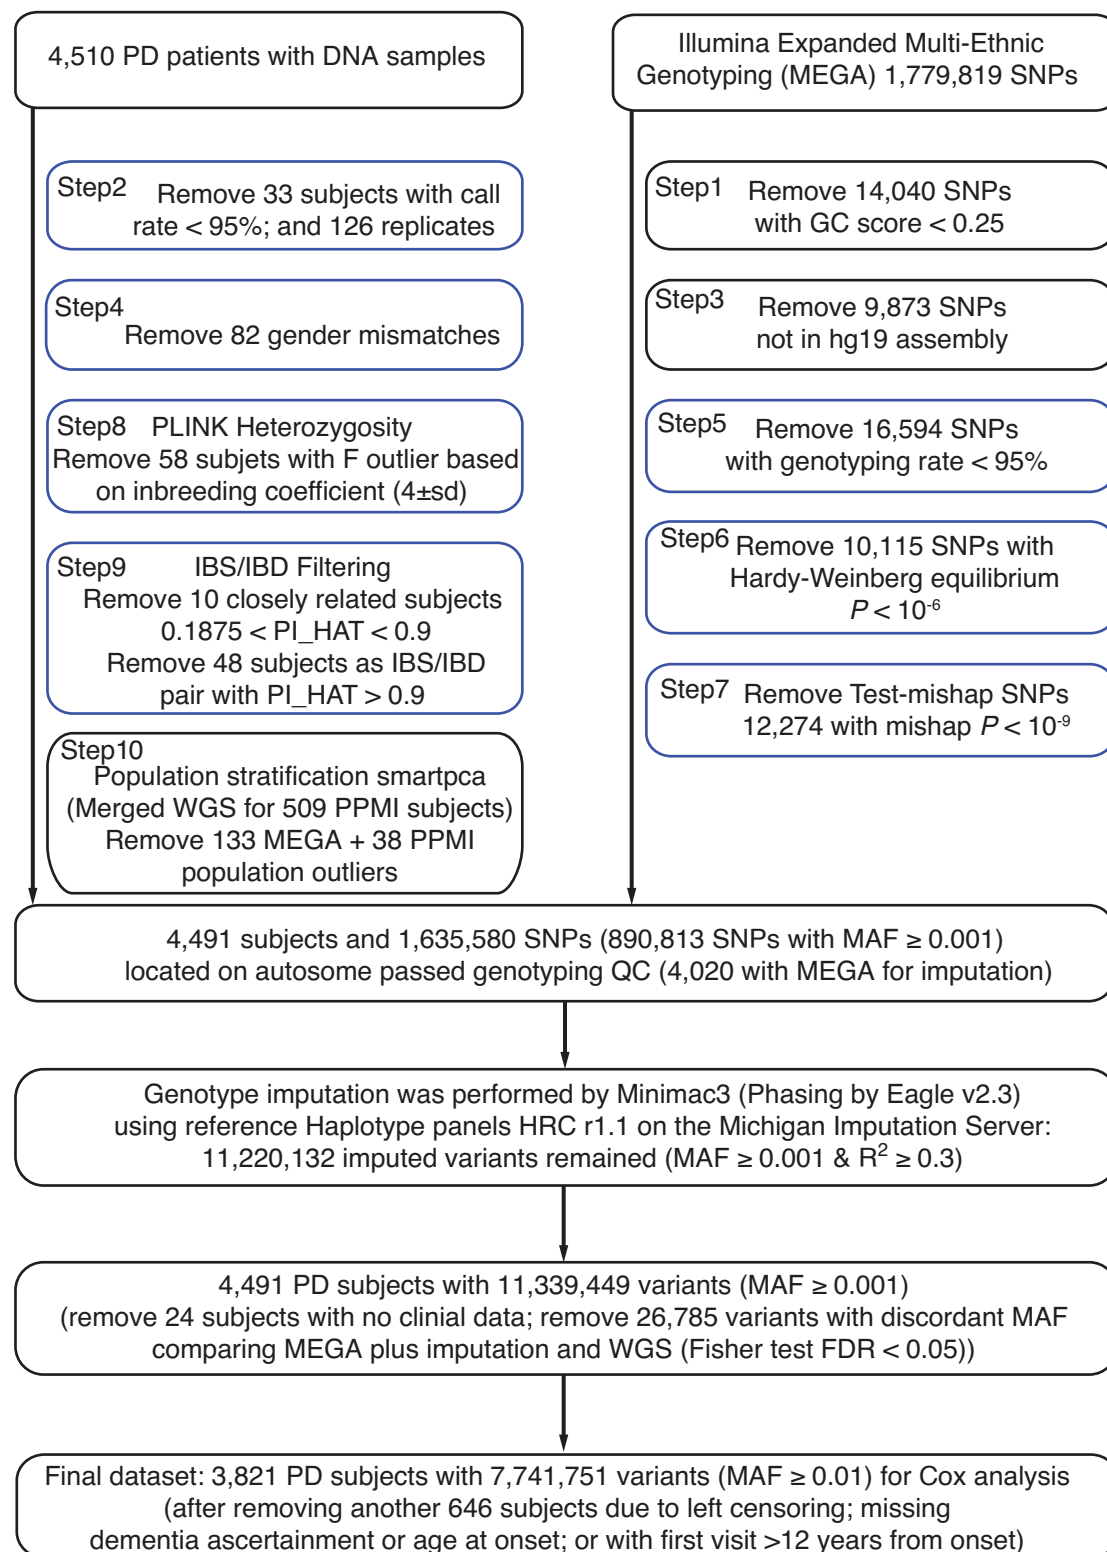 4,510 PD patients with DNA samples
Illumina Expanded Multi-Ethnic
Genotyping (MEGA) 1,779,819 SNPs
Step2
Remove 33 subjects with call
rate < 95%; and 126 replicates
Step4
Remove 82 gender mismatches
Step8 PLINK Heterozygosity
Remove 58 subjets with F outlier based
on inbreeding coefficient (4±sd)
Step9 IBS/IBD Filtering
Remove 10 closely related subjects
0.1875 < PI_HAT < 0.9
Remove 48 subjects as IBS/IBD
pair with PI_HAT > 0.9
Step10
Population stratification smartpca
(Merged WGS for 509 PPMI subjects)
Remove 133 MEGA + 38 PPMI
population outliers
Step1
Remove 14,040 SNPs
with GC score < 0.25
Step3
Remove 9,873 SNPs
not in hg19 assembly
Step5
Remove 16,594 SNPs
with genotyping rate < 95%
Step6 Remove 10,115 SNPs with
Hardy-Weinberg equilibrium
P < 10⁻⁶
Step7
Remove Test-mishap SNPs
12,274 with mishap P < 10⁻⁹
4,491 subjects and 1,635,580 SNPs (890,813 SNPs with MAF ≥ 0.001)
located on autosome passed genotyping QC (4,020 with MEGA for imputation)
Genotype imputation was performed by Minimac3 (Phasing by Eagle v2.3)
using reference Haplotype panels HRC r1.1 on the Michigan Imputation Server:
11,220,132 imputed variants remained (MAF ≥ 0.001 & R² ≥ 0.3)
4,491 PD subjects with 11,339,449 variants (MAF ≥ 0.001)
(remove 24 subjects with no clinial data; remove 26,785 variants with discordant MAF
comparing MEGA plus imputation and WGS (Fisher test FDR < 0.05))
Final dataset: 3,821 PD subjects with 7,741,751 variants (MAF ≥ 0.01) for Cox analysis
(after removing another 646 subjects due to left censoring; missing
dementia ascertainment or age at onset; or with first visit >12 years from onset)